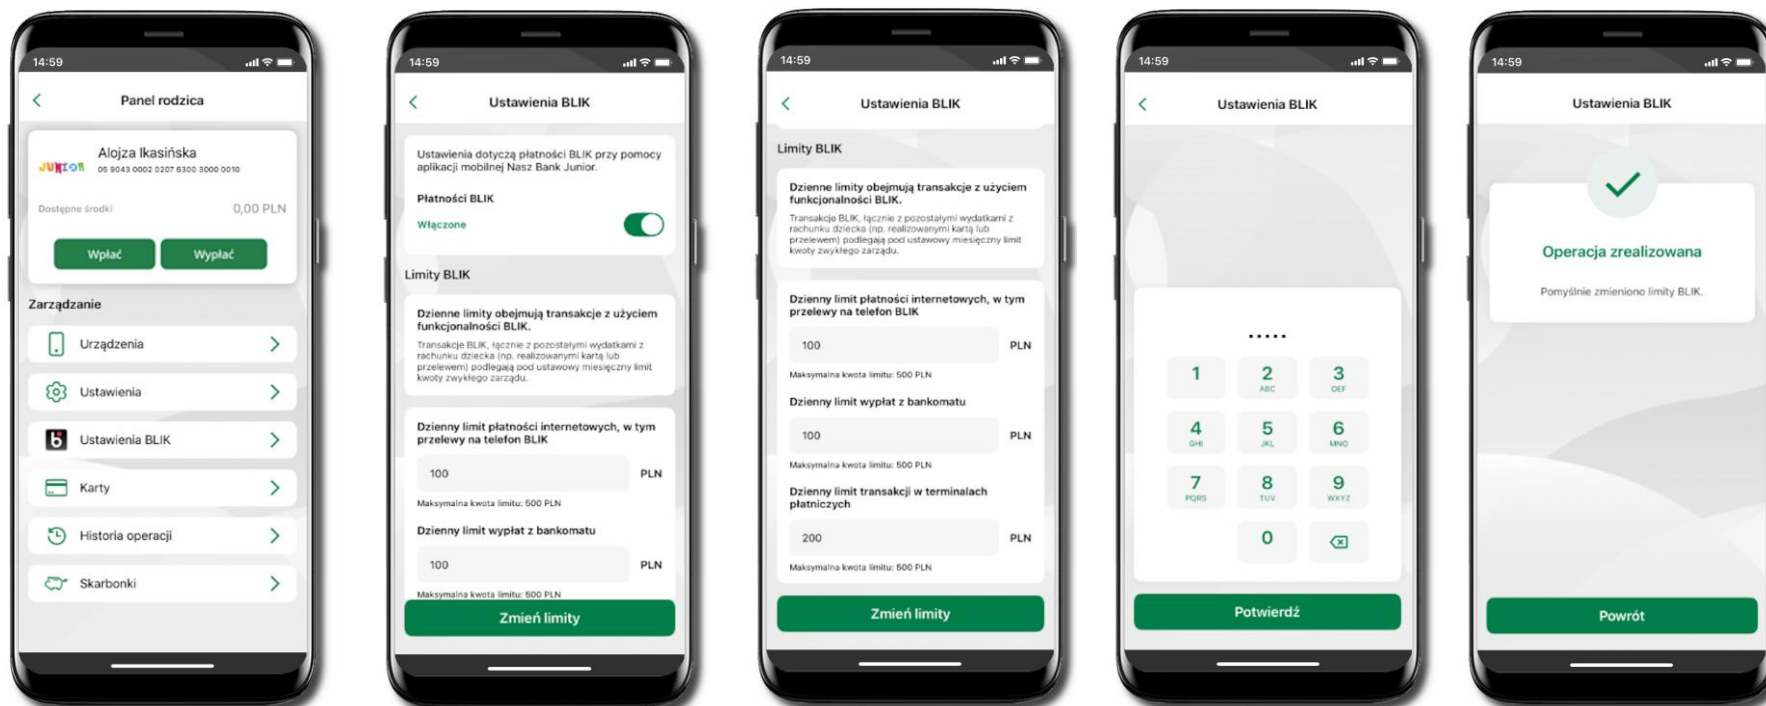 14:59
Panel rodzica
JUNIOR
Alojza Ikasińska
05 9043 0002 0207 6300 3000 0010
Dostępne środki
0,00 PLN
Wpłać
Wypłać
Zarządzanie
Urządzenia
Ustawienia
Ustawienia BLIK
Karty
Historia operacji
Skarbonki
14:59
Ustawienia BLIK
Ustawienia dotyczą płatności BLIK przy pomocy
aplikacji mobilnej Nasz Bank Junior.
Płatności BLIK
Włączone
Limity BLIK
Dzienne limity obejmują transakcje z użyciem
funkcjonalności BLIK.
Transakcje BLIK, łącznie z pozostałymi wydatkami z
rachunku dziecka (np. realizowanymi kartą lub
przelewem) podlegają pod ustawowy miesięczny limit
kwoty zwykłego zarządu.
Dzienny limit płatności internetowych, w tym
przelewy na telefon BLIK
100 PLN
Maksymalna kwota limitu: 500 PLN
Dzienny limit wypłat z bankomatu
100 PLN
Maksymalna kwota limitu: 500 PLN
Zmień limity
14:59
Ustawienia BLIK
Limity BLIK
Dzienne limity obejmują transakcje z użyciem
funkcjonalności BLIK.
Transakcje BLIK, łącznie z pozostałymi wydatkami z
rachunku dziecka (np. realizowanymi kartą lub
przelewem) podlegają pod ustawowy miesięczny limit
kwoty zwykłego zarządu.
Dzienny limit płatności internetowych, w tym
przelewy na telefon BLIK
100 PLN
Maksymalna kwota limitu: 500 PLN
Dzienny limit wypłat z bankomatu
100 PLN
Maksymalna kwota limitu: 500 PLN
Dzienny limit transakcji w terminalach
płatniczych
200 PLN
Maksymalna kwota limitu: 500 PLN
Zmień limity
14:59
Ustawienia BLIK
1 2 3
ABC DEF
4 5 6
GHI JKL MNO
7 8 9
PQRS TUV WXYZ
0
Potwierdź
14:59
Ustawienia BLIK
Operacja zrealizowana
Pomyślnie zmieniono limity BLIK.
Powrót